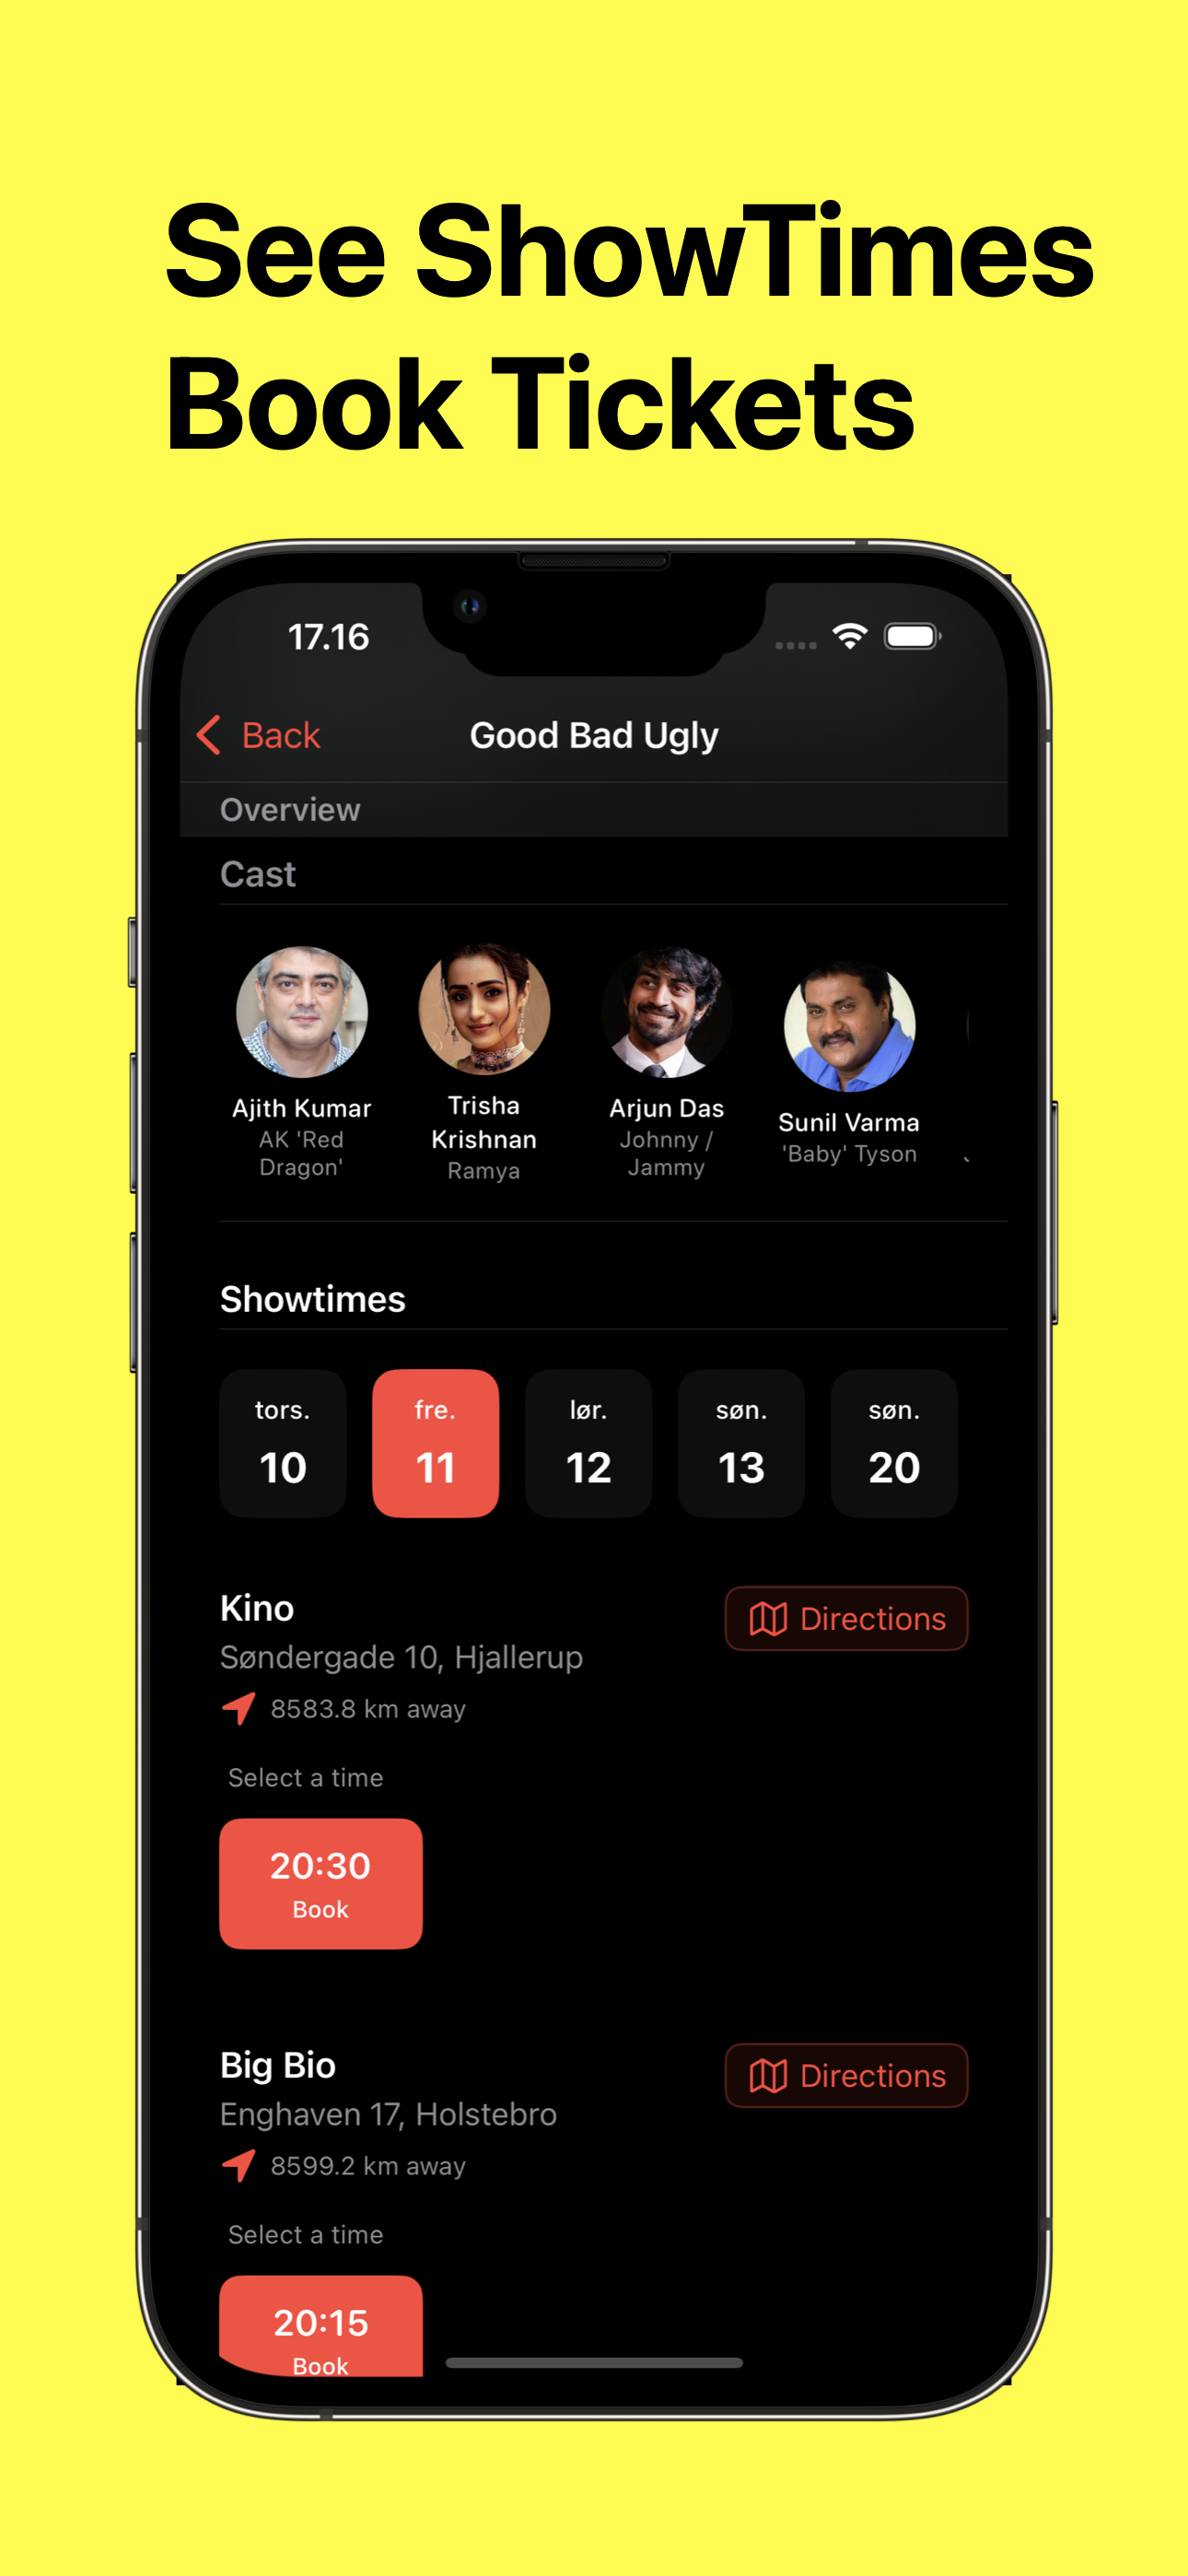 See ShowTimes
Book Tickets
17.16
Back
Good Bad Ugly
Overview
Cast
Ajith Kumar
AK 'Red
Dragon'
Trisha
Krishnan
Ramya
Arjun Das
Johnny /
Jammy
Sunil Varma
'Baby' Tyson
Showtimes
tors.
10
fre.
11
lør.
12
søn.
13
søn.
20
Kino
Directions
Søndergade 10, Hjallerup
8583.8 km away
Select a time
20:30
Book
Big Bio
Directions
Enghaven 17, Holstebro
8599.2 km away
Select a time
20:15
Book